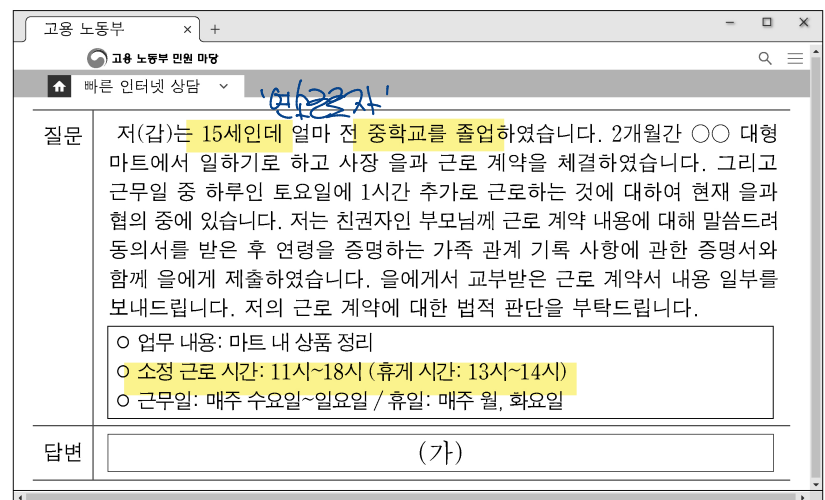 고용 노동부 × +
고용 노동부 민원 마당
빠른 인터넷 상담
'연소근로자'
질문
저(갑)는 15세인데 얼마 전 중학교를 졸업하였습니다. 2개월간 ○○ 대형
마트에서 일하기로 하고 사장 을과 근로 계약을 체결하였습니다. 그리고
근무일 중 하루인 토요일에 1시간 추가로 근로하는 것에 대하여 현재 을과
협의 중에 있습니다. 저는 친권자인 부모님께 근로 계약 내용에 대해 말씀드려
동의서를 받은 후 연령을 증명하는 가족 관계 기록 사항에 관한 증명서와
함께 을에게 제출하였습니다. 을에게서 교부받은 근로 계약서 내용 일부를
보내드립니다. 저의 근로 계약에 대한 법적 판단을 부탁드립니다.
○ 업무 내용: 마트 내 상품 정리
○ 소정 근로 시간: 11시~18시 (휴게 시간: 13시~14시)
○ 근무일: 매주 수요일~일요일 / 휴일: 매주 월, 화요일
답변
(가)